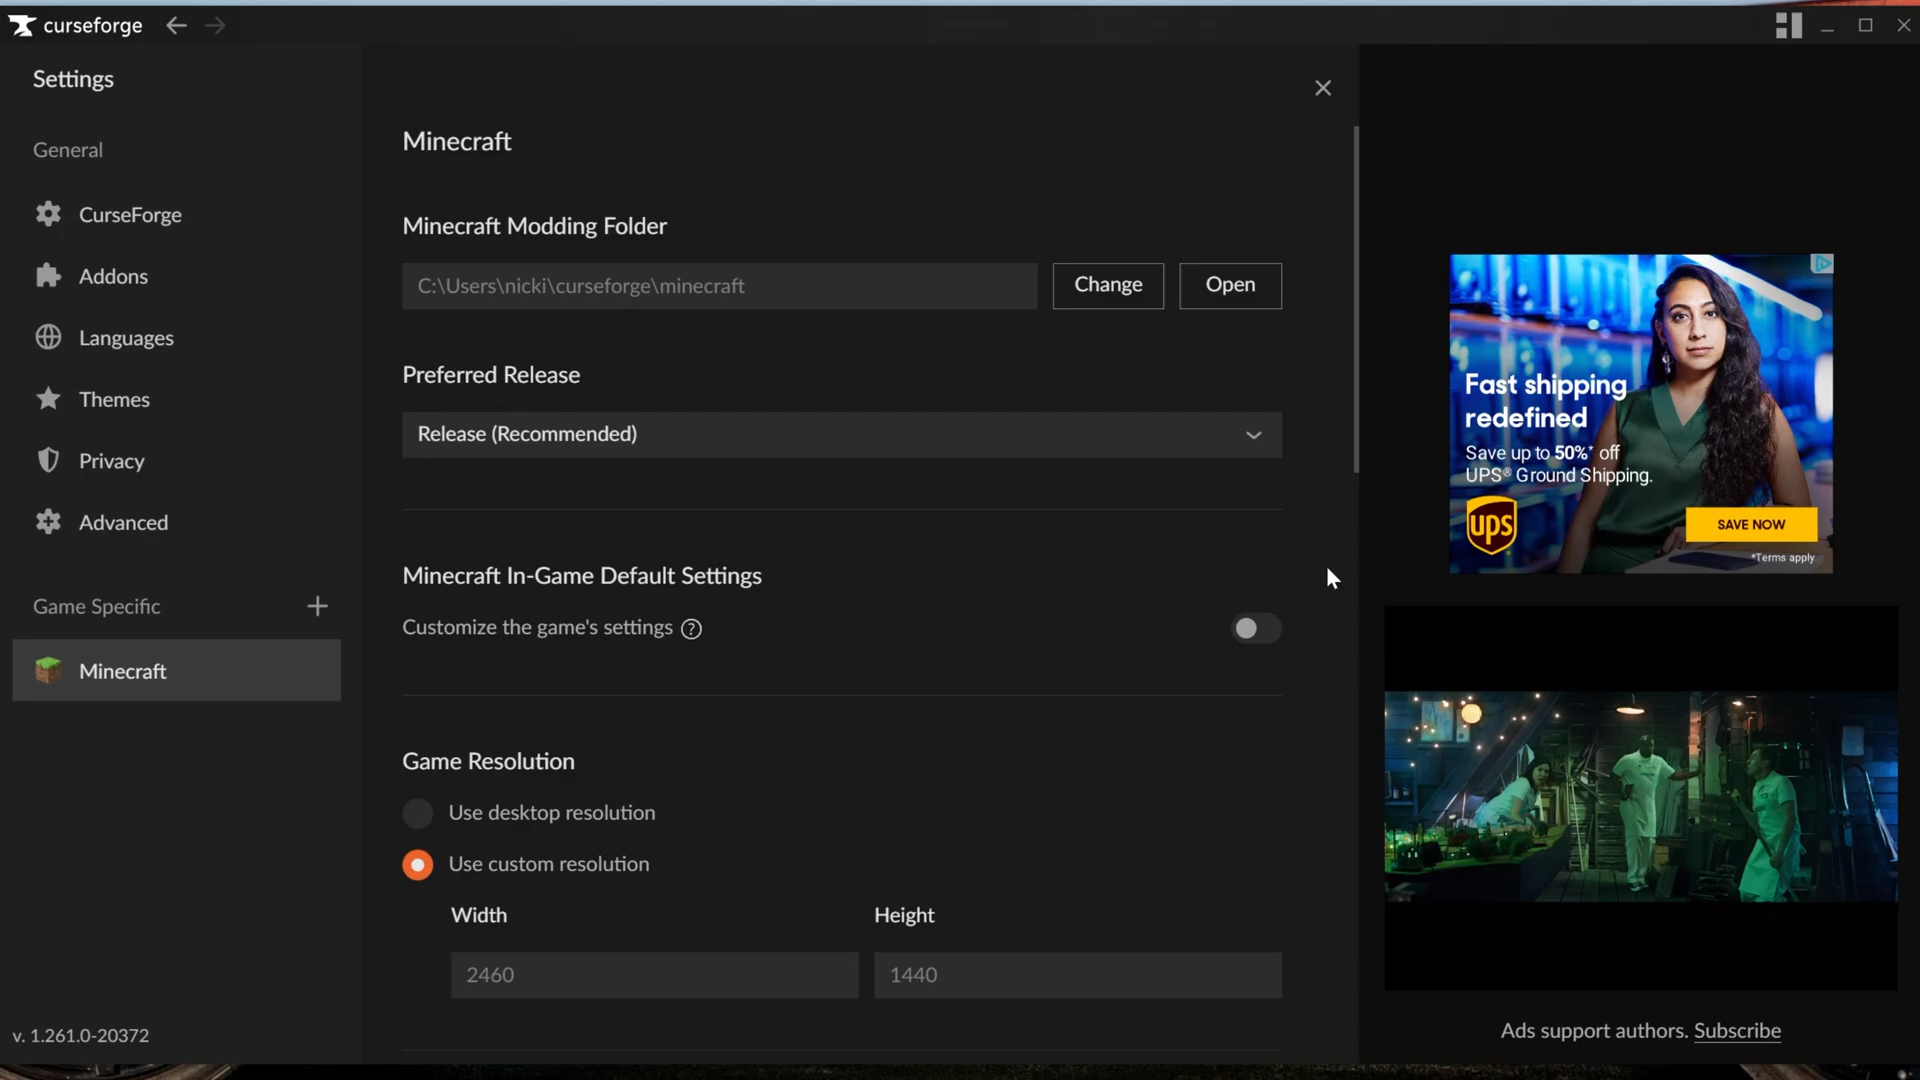 curseforge
Settings
General
CurseForge
Addons
Languages
Themes
Privacy
Advanced
Game Specific
Minecraft
v. 1.261.0-20372
Minecraft
Minecraft Modding Folder
C:\Users\nicki\curseforge\minecraft
Change
Open
Preferred Release
Release (Recommended)
Minecraft In-Game Default Settings
Customize the game's settings ?
Game Resolution
Use desktop resolution
Use custom resolution
Width
Height
2460
1440
Fast shipping
redefined
Save up to 50%* off
UPS® Ground Shipping.
ups
SAVE NOW
*Terms apply
Ads support authors. Subscribe